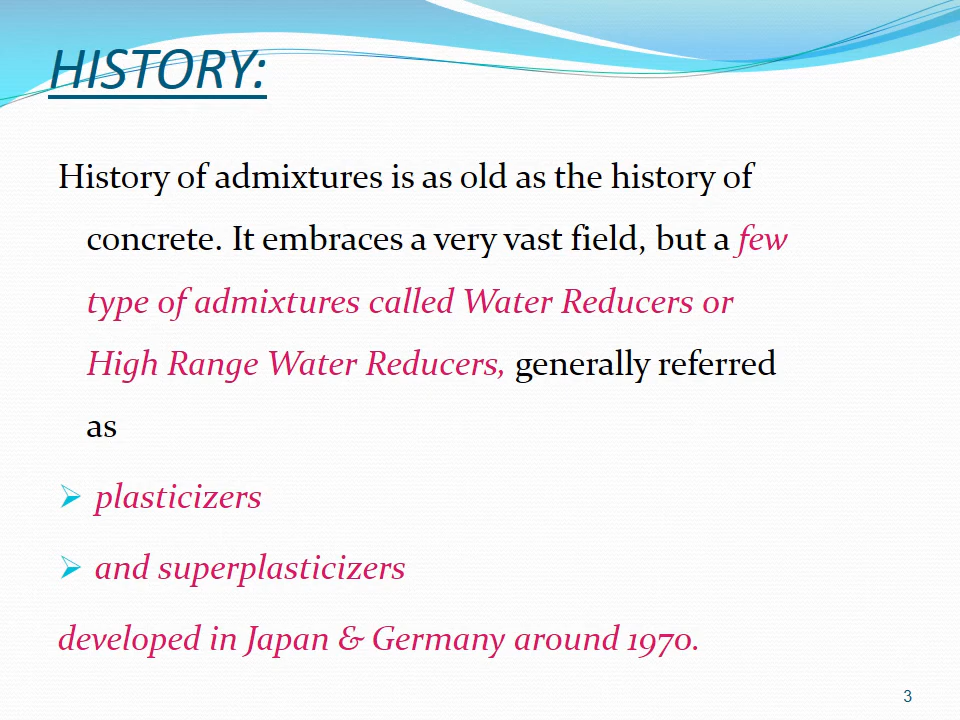 HISTORY:
History of admixtures is as old as the history of
concrete. It embraces a very vast field, but a few
type of admixtures called Water Reducers or
High Range Water Reducers, generally referred
as
➢ plasticizers
➢ and superplasticizers
developed in Japan & Germany around 1970.
3